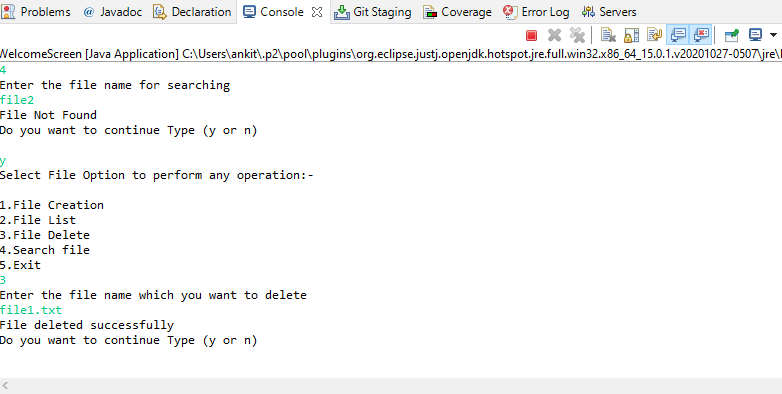 Problems @ Javadoc Declaration Console Git Staging Coverage Error Log Servers
WelcomeScreen [Java Application] C:\Users\ankit\.p2\pool\plugins\org.eclipse.justj.openjdk.hotspot.jre.full.win32.x86_64_15.0.1.v20201027-0507\jre\
4
Enter the file name for searching
file2
File Not Found
Do you want to continue Type (y or n)
y
Select File Option to perform any operation:-
1.File Creation
2.File List
3.File Delete
4.Search file
5.Exit
3
Enter the file name which you want to delete
file1.txt
File deleted successfully
Do you want to continue Type (y or n)